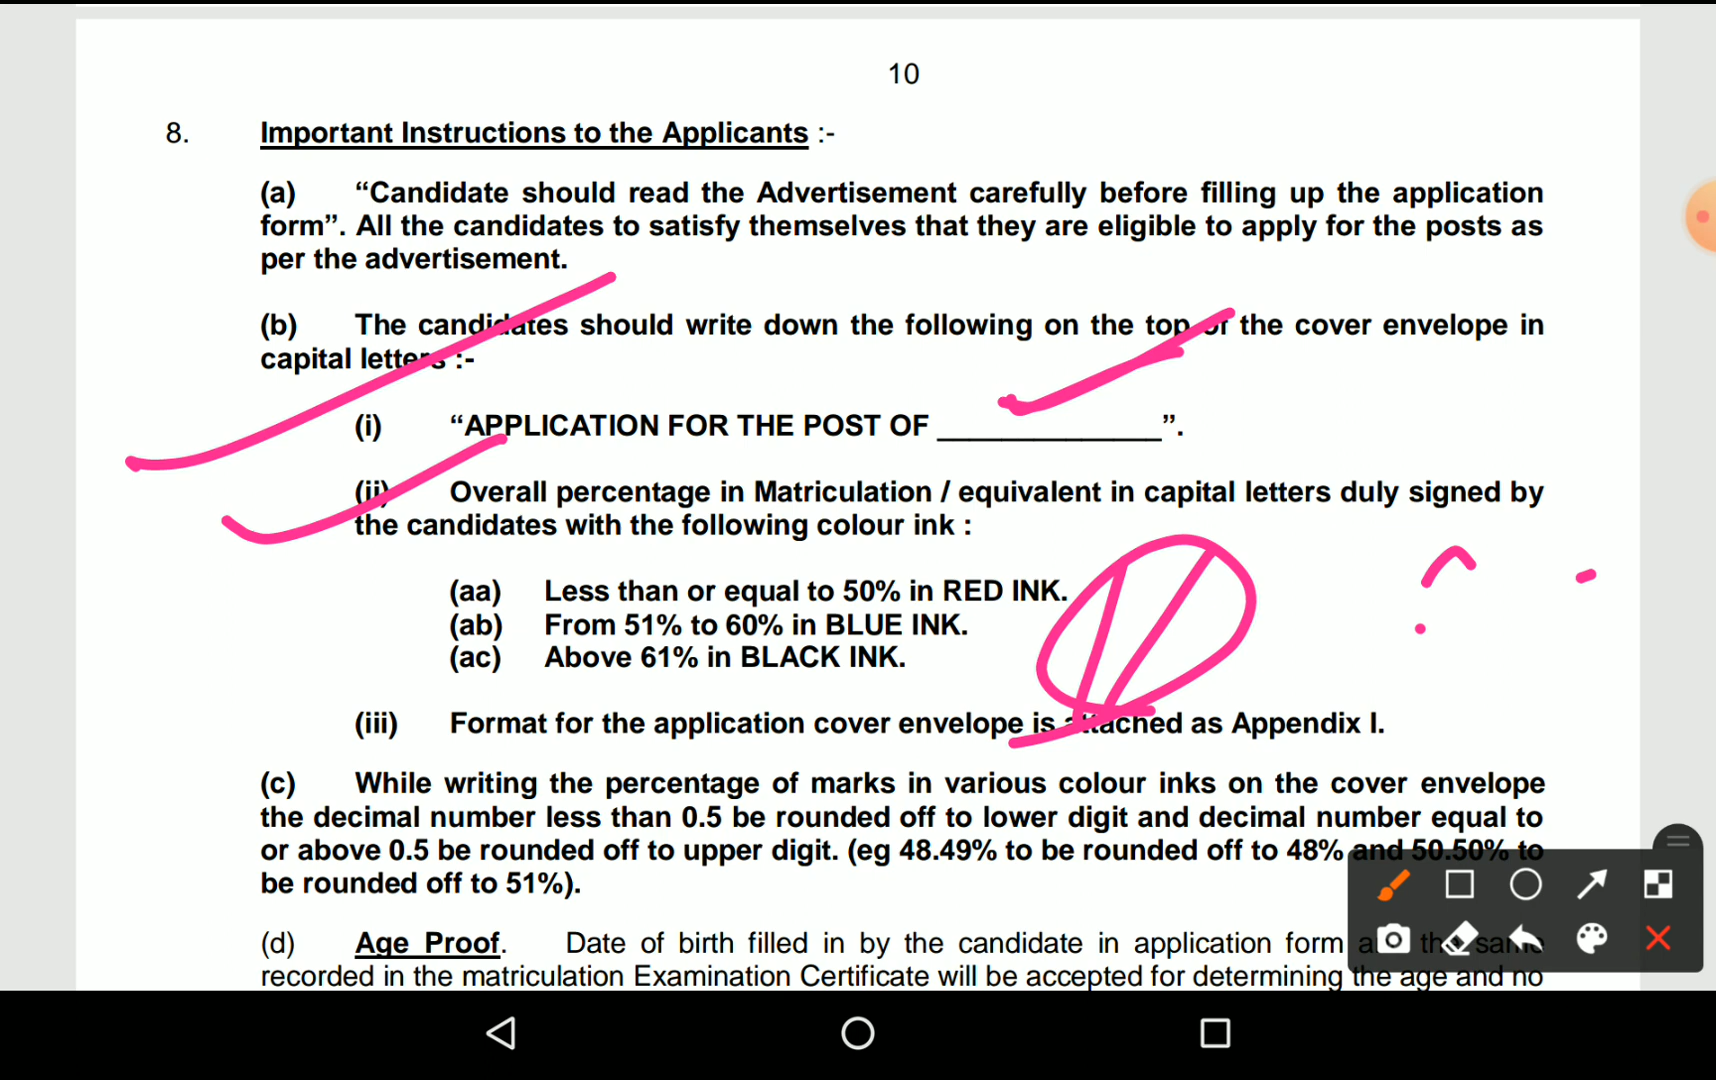 10
8. Important Instructions to the Applicants :-
(a) “Candidate should read the Advertisement carefully before filling up the application
form”. All the candidates to satisfy themselves that they are eligible to apply for the posts as
per the advertisement.
(b) The candidates should write down the following on the top of the cover envelope in
capital letters :-
(i) “APPLICATION FOR THE POST OF ______________”.
(ii) Overall percentage in Matriculation / equivalent in capital letters duly signed by
the candidates with the following colour ink :
(aa) Less than or equal to 50% in RED INK.
(ab) From 51% to 60% in BLUE INK.
(ac) Above 61% in BLACK INK.
(iii) Format for the application cover envelope is attached as Appendix I.
(c) While writing the percentage of marks in various colour inks on the cover envelope
the decimal number less than 0.5 be rounded off to lower digit and decimal number equal to
or above 0.5 be rounded off to upper digit. (eg 48.49% to be rounded off to 48% and 50.50% to
be rounded off to 51%).
(d) Age Proof. Date of birth filled in by the candidate in application form same
recorded in the matriculation Examination Certificate will be accepted for determining the age and no